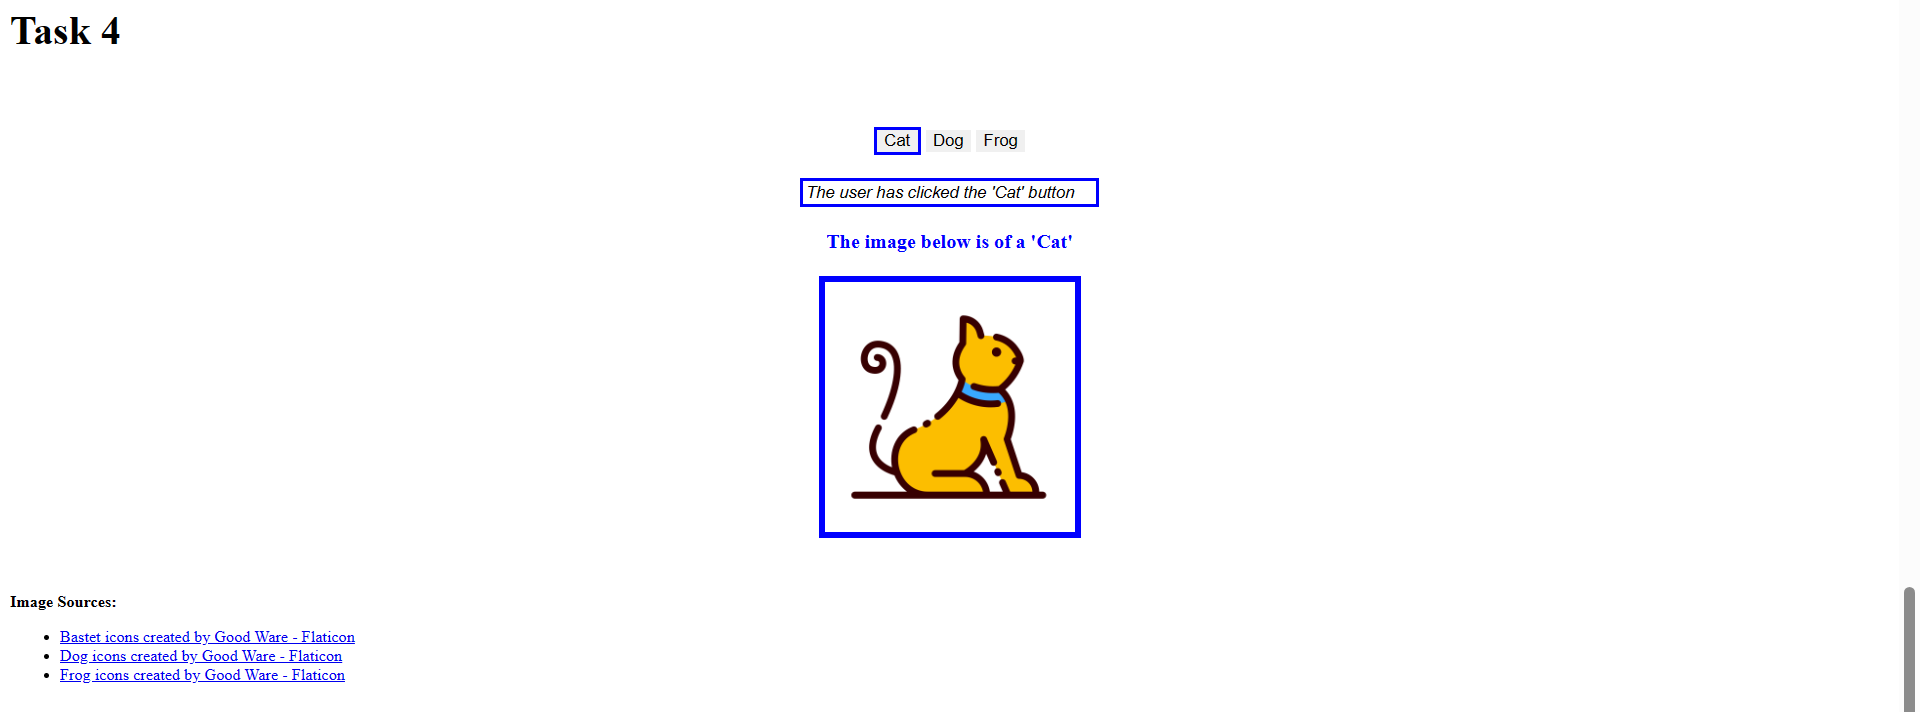 Task 4
Cat Dog Frog
The user has clicked the 'Cat' button
The image below is of a 'Cat'
Image Sources:
Bastet icons created by Good Ware - Flaticon
Dog icons created by Good Ware - Flaticon
Frog icons created by Good Ware - Flaticon